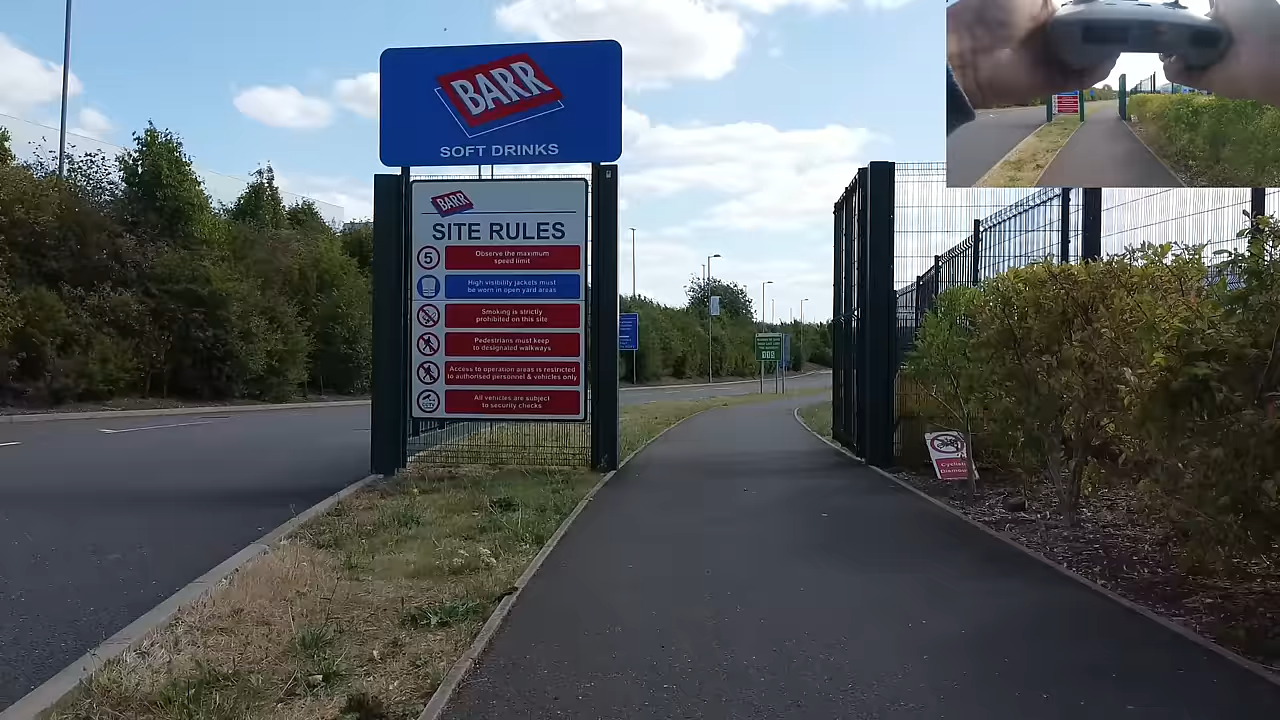 BARR
SOFT DRINKS
BARR
SITE RULES
5
Observe the maximum
speed limit
High visibility jackets must
be worn in open yard areas
Smoking is strictly
prohibited on this site
Pedestrians must keep
to designated walkways
Access to operation areas is restricted
to authorised personnel & vehicles only
All vehicles are subject
to security checks
Cyclists
Dismount